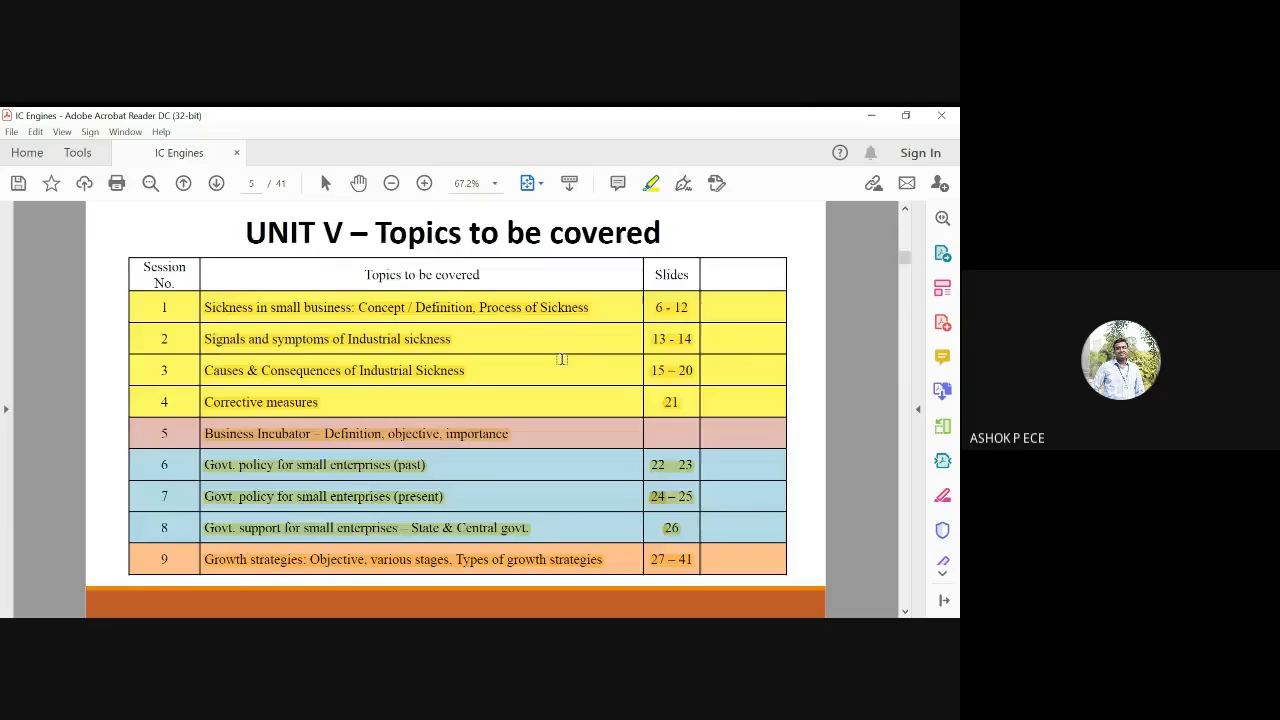 IC Engines - Adobe Acrobat Reader DC (32-bit)
File Edit View Sign Window Help
Home Tools IC Engines × Sign In
5 / 41 67.2%
UNIT V – Topics to be covered
Session No. Topics to be covered Slides
1 Sickness in small business: Concept / Definition, Process of Sickness 6 - 12
2 Signals and symptoms of Industrial sickness 13 - 14
3 Causes & Consequences of Industrial Sickness 15 – 20
4 Corrective measures 21
5 Business Incubator – Definition, objective, importance
6 Govt. policy for small enterprises (past) 22 – 23
7 Govt. policy for small enterprises (present) 24 – 25
8 Govt. support for small enterprises – State & Central govt. 26
9 Growth strategies: Objective, various stages, Types of growth strategies 27 – 41
ASHOK P ECE